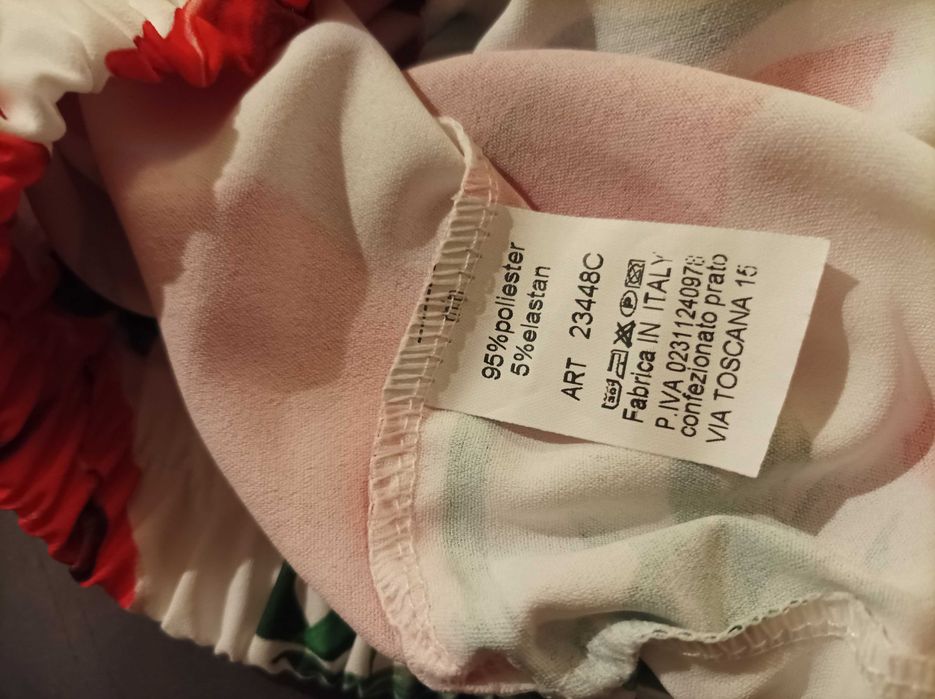 95%poliester
5%elastan
ART 23448C
Fabrica IN ITALY
P.IVA 02311240978
confezionato prato
VIA TOSCANA 15